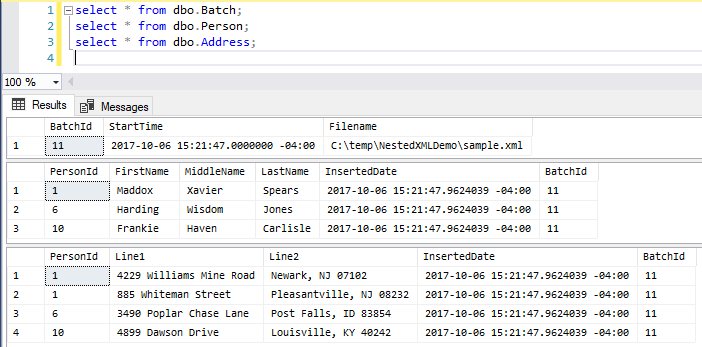 1 select * from dbo.Batch;
2 select * from dbo.Person;
3 select * from dbo.Address;
4
100 %
Results Messages
BatchId StartTime Filename
1 11 2017-10-06 15:21:47.0000000 -04:00 C:\temp\NestedXMLDemo\sample.xml
PersonId FirstName MiddleName LastName InsertedDate BatchId
1 1 Maddox Xavier Spears 2017-10-06 15:21:47.9624039 -04:00 11
2 6 Harding Wisdom Jones 2017-10-06 15:21:47.9624039 -04:00 11
3 10 Frankie Haven Carlisle 2017-10-06 15:21:47.9624039 -04:00 11
PersonId Line1 Line2 InsertedDate BatchId
1 1 4229 Williams Mine Road Newark, NJ 07102 2017-10-06 15:21:47.9624039 -04:00 11
2 1 885 Whiteman Street Pleasantville, NJ 08232 2017-10-06 15:21:47.9624039 -04:00 11
3 6 3490 Poplar Chase Lane Post Falls, ID 83854 2017-10-06 15:21:47.9624039 -04:00 11
4 10 4899 Dawson Drive Louisville, KY 40242 2017-10-06 15:21:47.9624039 -04:00 11